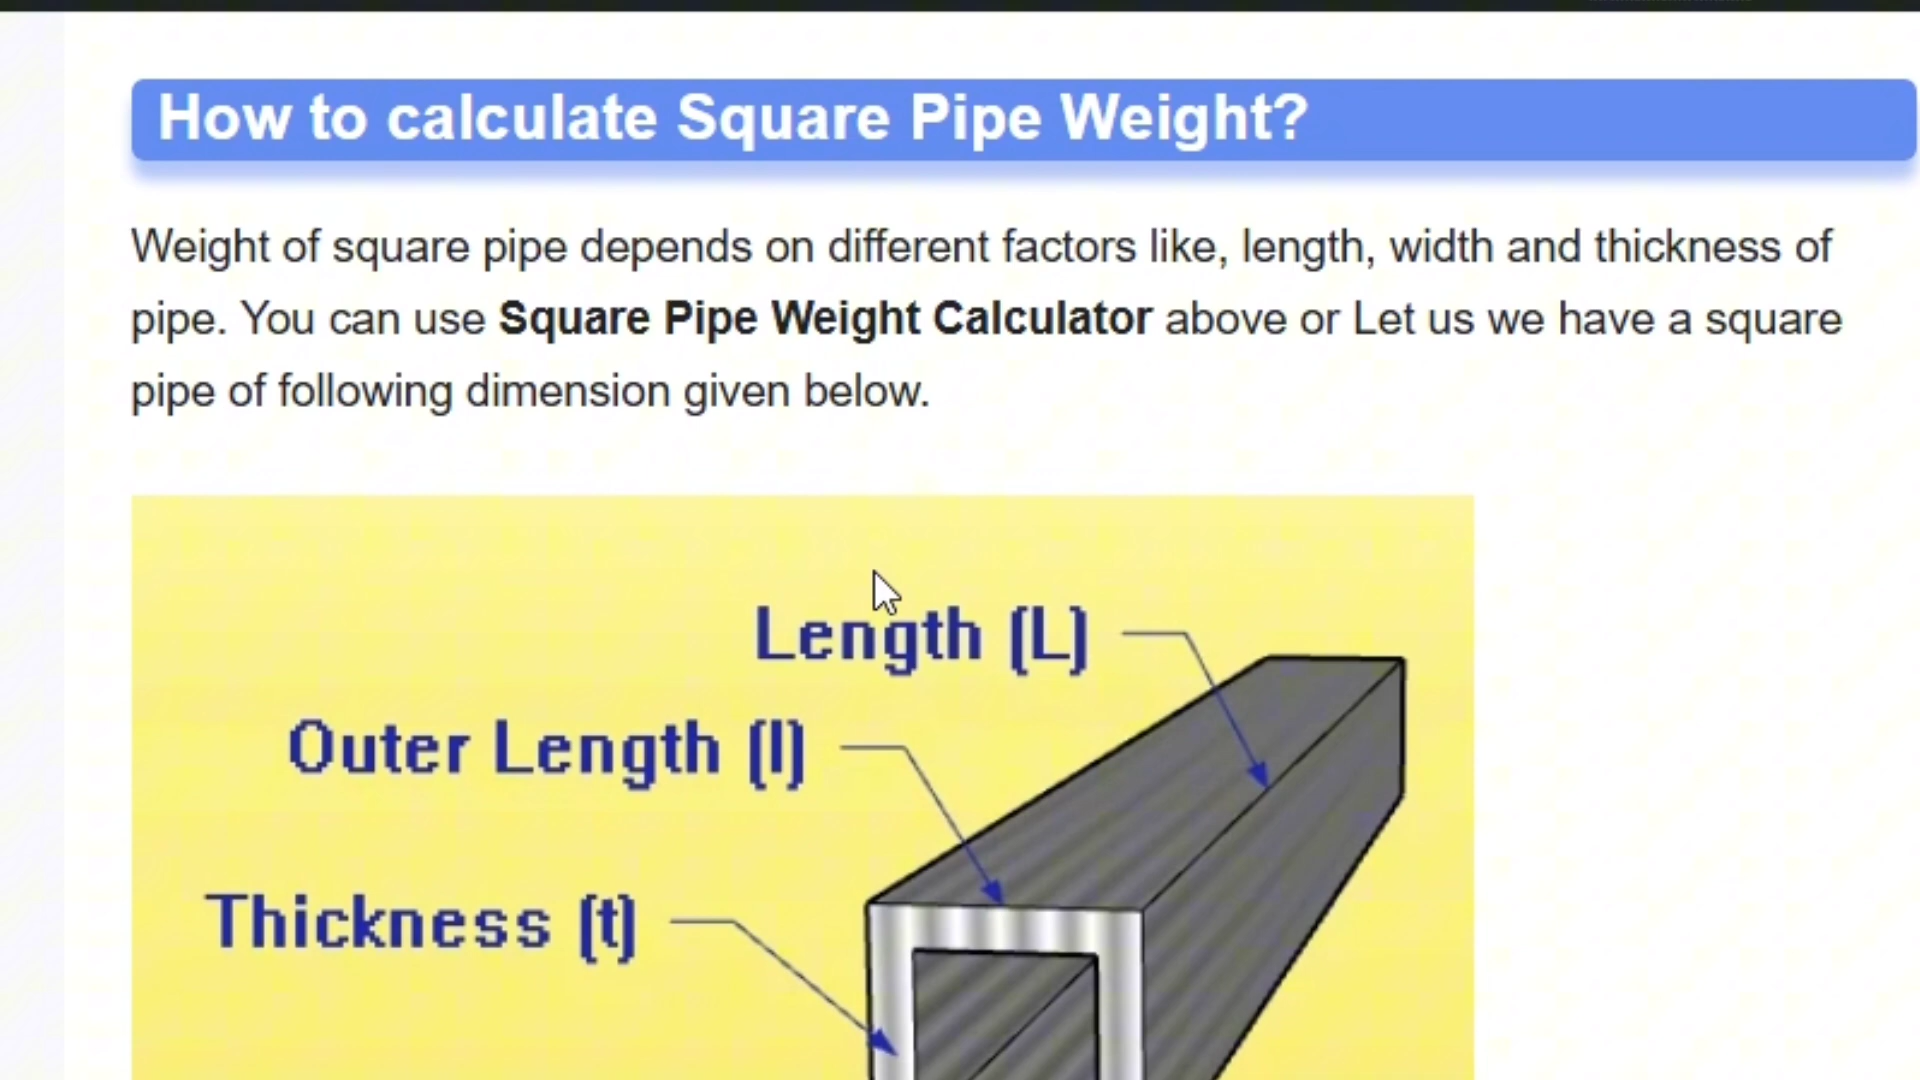 How to calculate Square Pipe Weight?
Weight of square pipe depends on different factors like, length, width and thickness of
pipe. You can use Square Pipe Weight Calculator above or Let us we have a square
pipe of following dimension given below.
Length (L)
Outer Length (l)
Thickness (t)